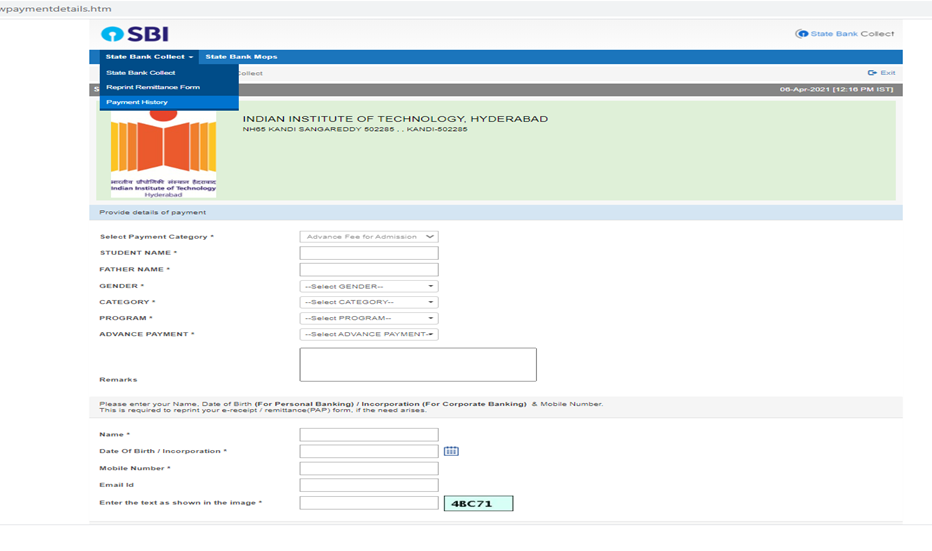 wpaymentdetails.htm
SBI
State Bank Collect
State Bank Collect State Bank Mops
State Bank Collect
Collect
Exit
Reprint Remittance Form
S
06-Apr-2021 [12:16 PM IST]
Payment History
INDIAN INSTITUTE OF TECHNOLOGY, HYDERABAD
NH65 KANDI SANGAREDDY 502285 , , KANDI-502285
भारतीय प्रौद्योगिकी संस्थान हैदराबाद
Indian Institute of Technology
Hyderabad
Provide details of payment
Select Payment Category * Advance Fee for Admission
STUDENT NAME *
FATHER NAME *
GENDER * --Select GENDER--
CATEGORY * --Select CATEGORY--
PROGRAM * --Select PROGRAM--
ADVANCE PAYMENT * --Select ADVANCE PAYMENT--
Remarks
Please enter your Name, Date of Birth (For Personal Banking) / Incorporation (For Corporate Banking) & Mobile Number.
This is required to reprint your e-receipt / remittance(PAP) form, if the need arises.
Name *
Date Of Birth / Incorporation *
Mobile Number *
Email Id
Enter the text as shown in the image * 4BC71